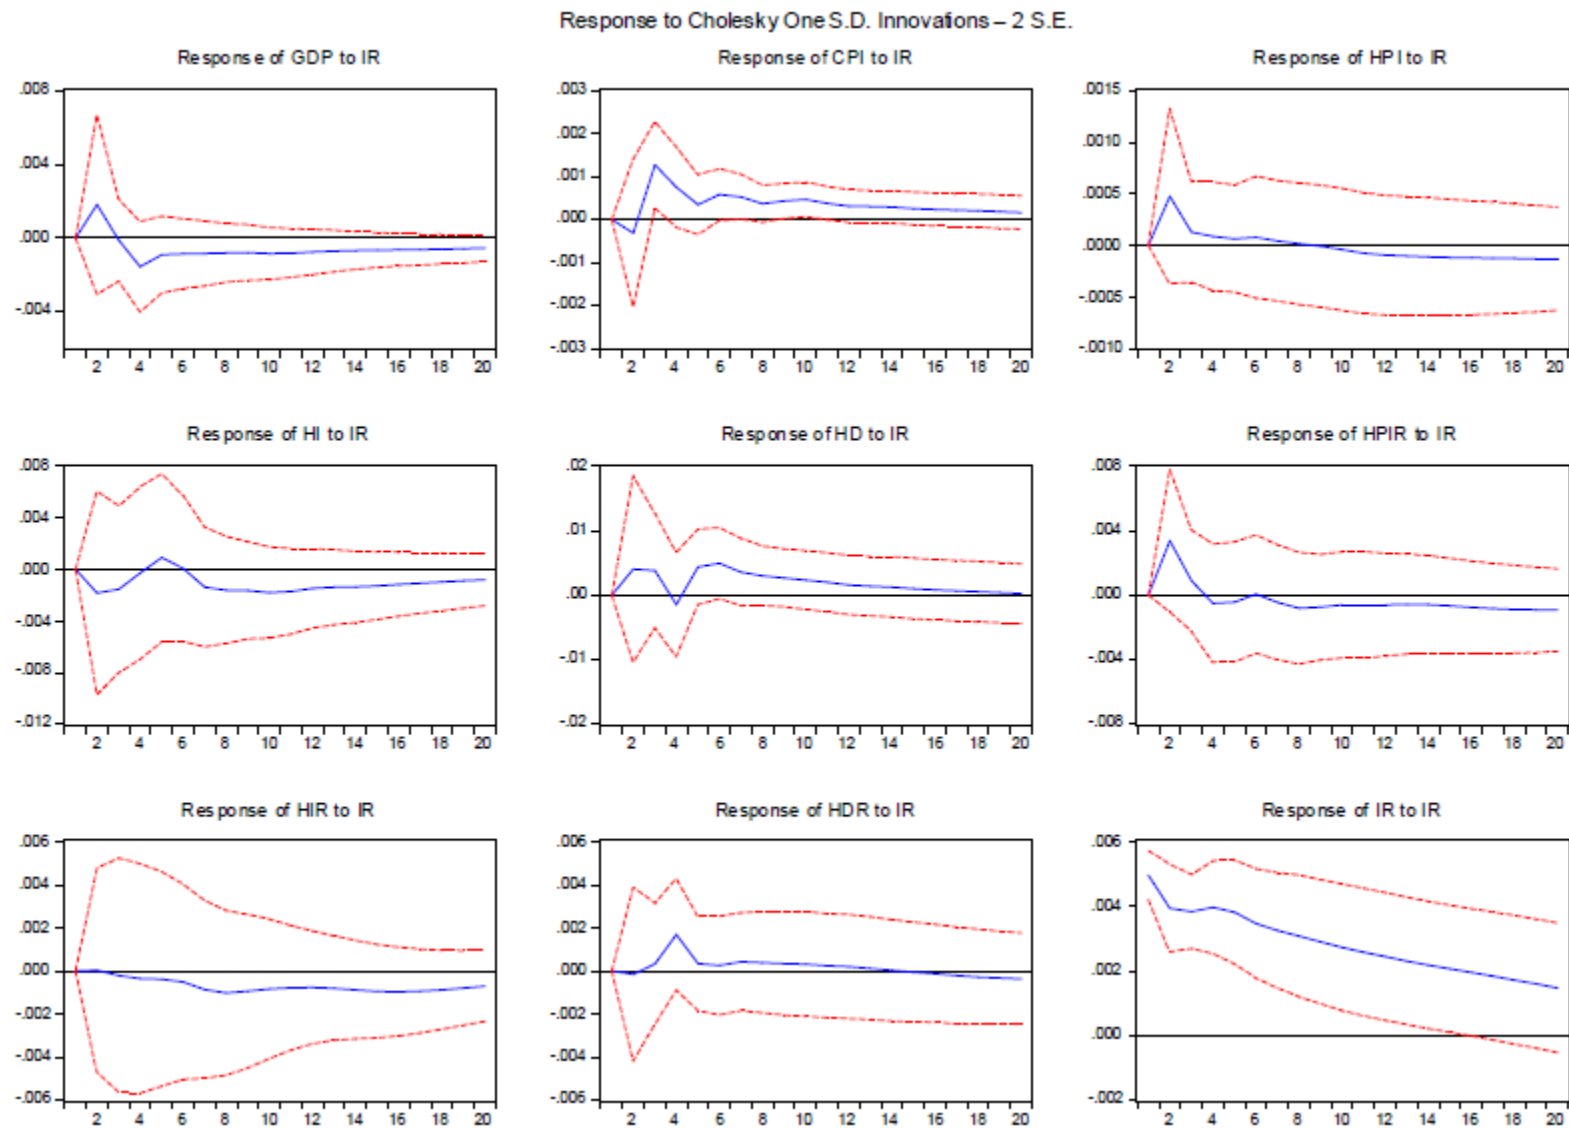 Response to Cholesky One S.D. Innovations – 2 S.E.
Response of GDP to IR
.008
.004
.000
-.004
2 4 6 8 10 12 14 16 18 20
Response of CPI to IR
.003
.002
.001
.000
-.001
-.002
-.003
2 4 6 8 10 12 14 16 18 20
Response of HPI to IR
.0015
.0010
.0005
.0000
-.0005
-.0010
2 4 6 8 10 12 14 16 18 20
Response of HI to IR
.008
.004
.000
-.004
-.008
-.012
2 4 6 8 10 12 14 16 18 20
Response of HD to IR
.02
.01
.00
-.01
-.02
2 4 6 8 10 12 14 16 18 20
Response of HPIR to IR
.008
.004
.000
-.004
-.008
2 4 6 8 10 12 14 16 18 20
Response of HIR to IR
.006
.004
.002
.000
-.002
-.004
-.006
2 4 6 8 10 12 14 16 18 20
Response of HDR to IR
.006
.004
.002
.000
-.002
-.004
-.006
2 4 6 8 10 12 14 16 18 20
Response of IR to IR
.006
.004
.002
.000
-.002
2 4 6 8 10 12 14 16 18 20